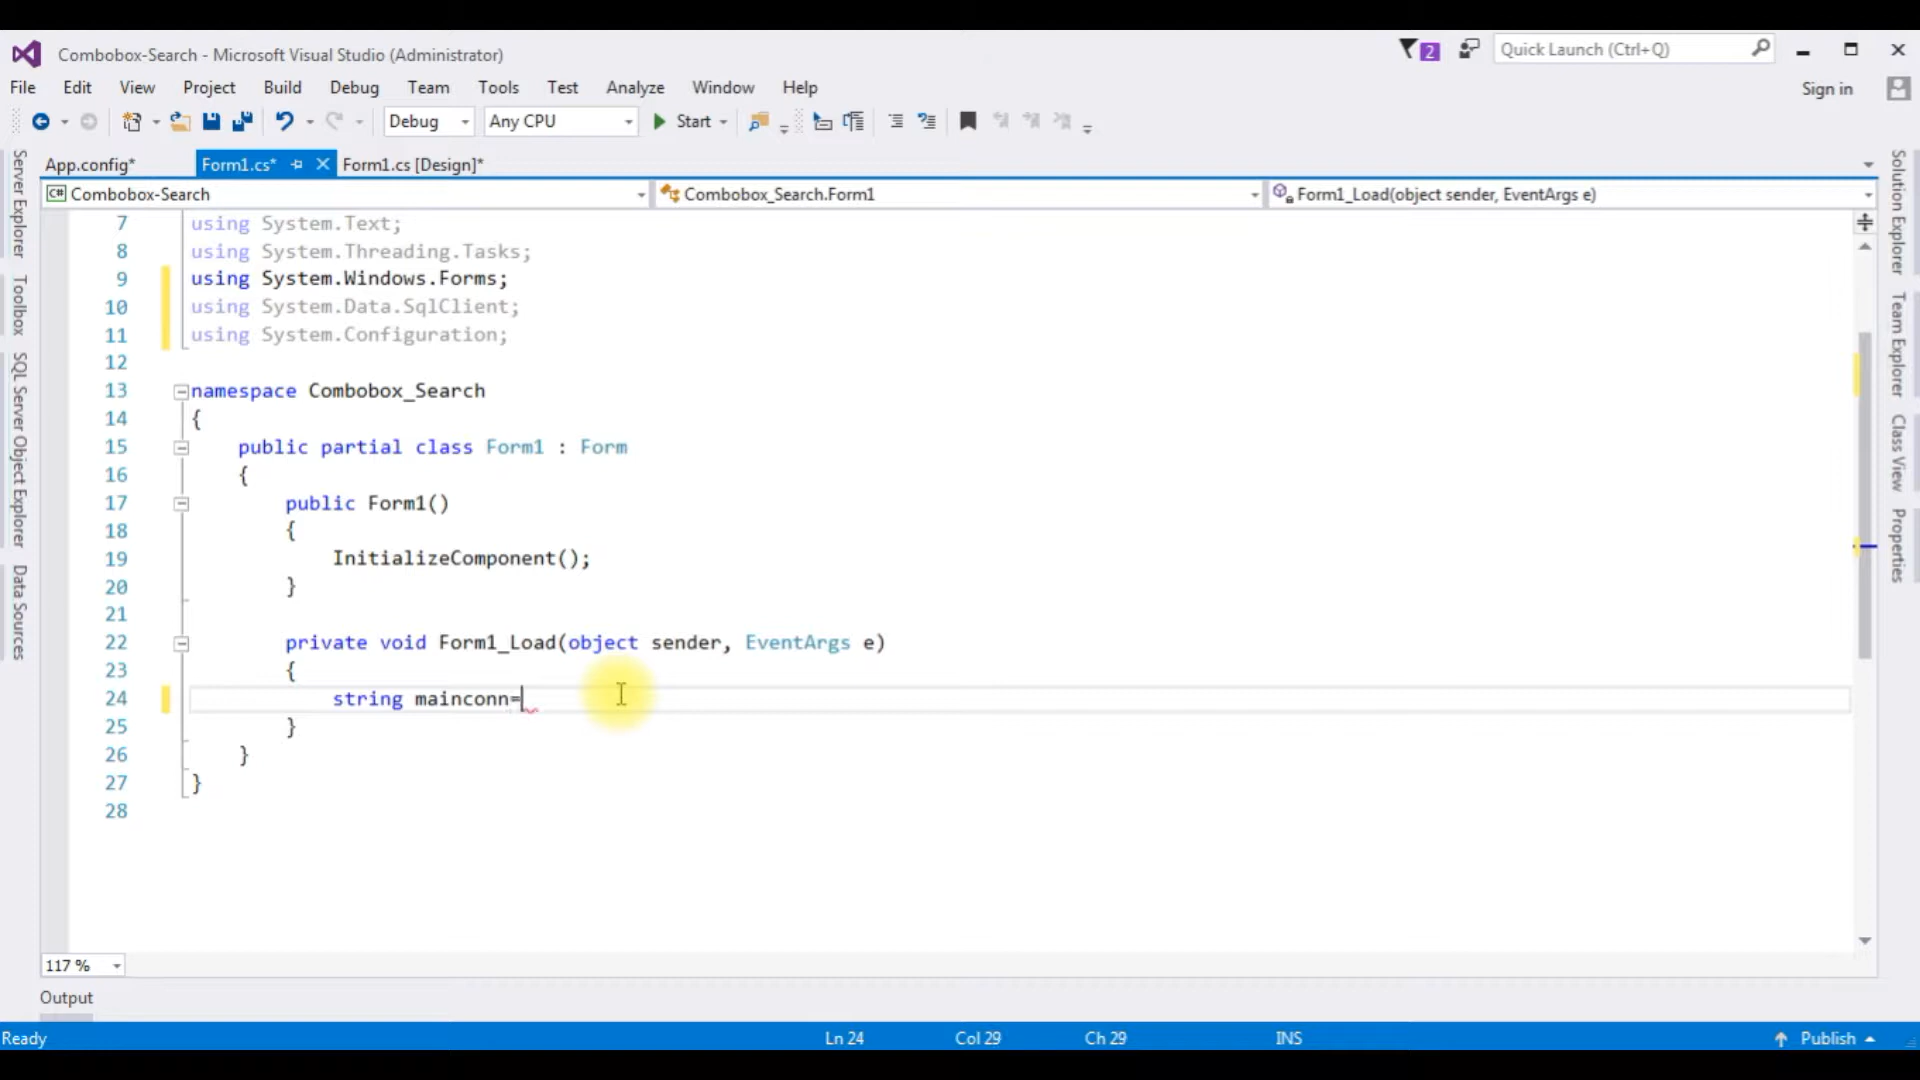 Combobox-Search - Microsoft Visual Studio (Administrator)
2
Quick Launch (Ctrl+Q)
File Edit View Project Build Debug Team Tools Test Analyze Window Help
Sign in
Debug Any CPU Start
App.config* Form1.cs* Form1.cs [Design]*
C# Combobox-Search Combobox_Search.Form1 Form1_Load(object sender, EventArgs e)
7 using System.Text;
8 using System.Threading.Tasks;
9 using System.Windows.Forms;
10 using System.Data.SqlClient;
11 using System.Configuration;
12
13 namespace Combobox_Search
14 {
15 public partial class Form1 : Form
16 {
17 public Form1()
18 {
19 InitializeComponent();
20 }
21
22 private void Form1_Load(object sender, EventArgs e)
23 {
24 string mainconn=
25 }
26 }
27 }
28
Server Explorer
Toolbox
SQL Server Object Explorer
Data Sources
Solution Explorer
Team Explorer
Class View
Properties
117 %
Output
Ready Ln 24 Col 29 Ch 29 INS Publish